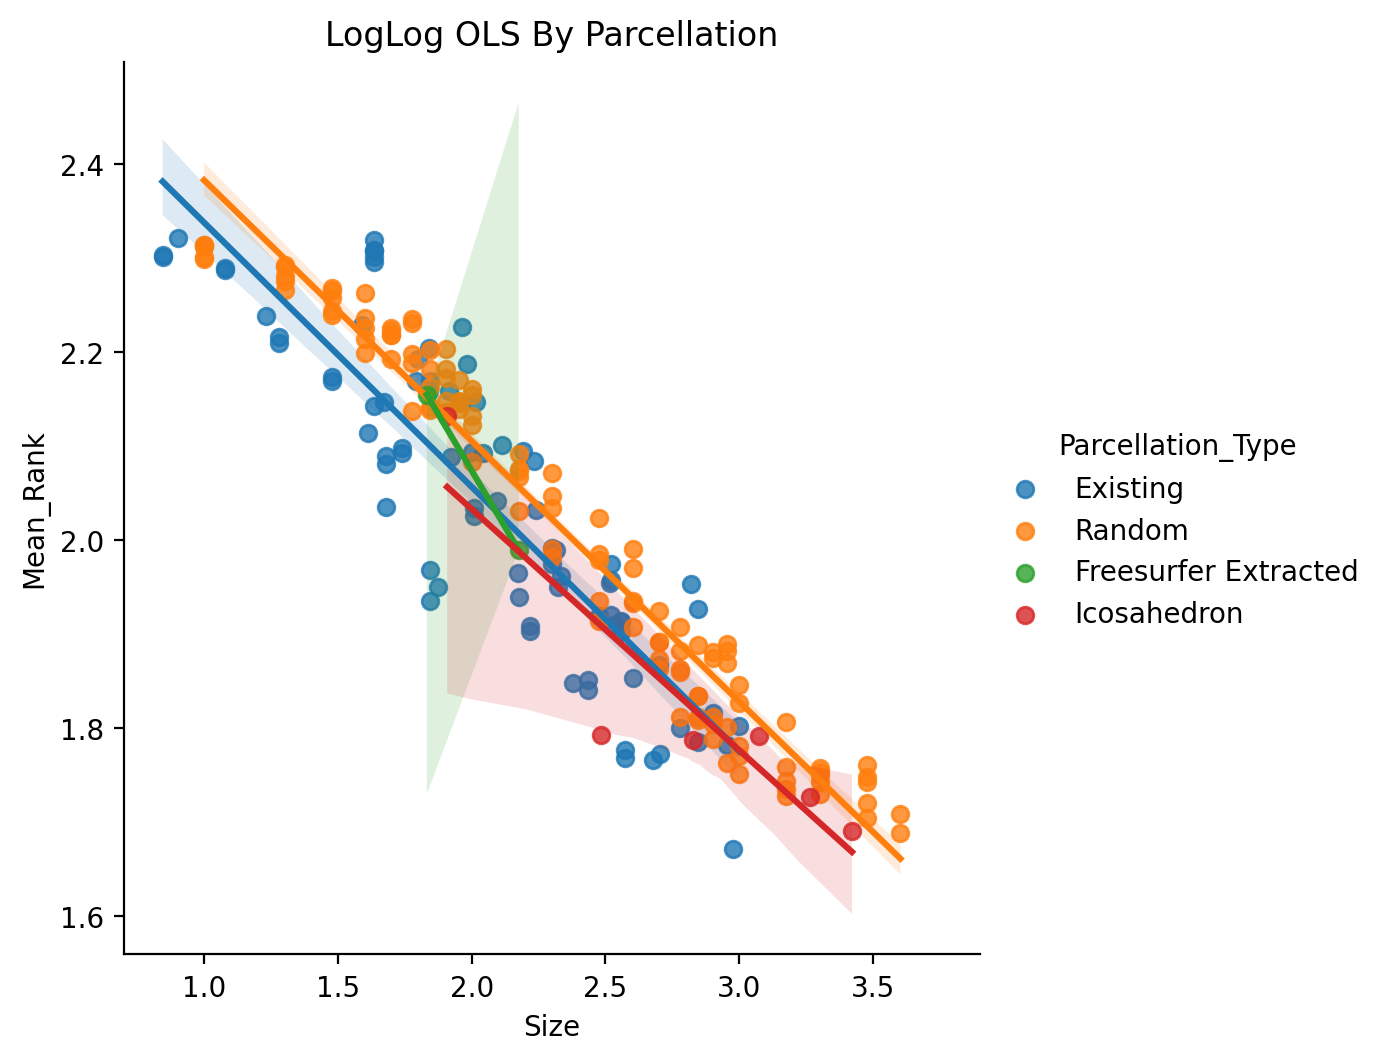 LogLog OLS By Parcellation
2.4
2.2
2.0
1.8
1.6
Mean_Rank
1.0 1.5 2.0 2.5 3.0 3.5
Size
Parcellation_Type
Existing
Random
Freesurfer Extracted
Icosahedron